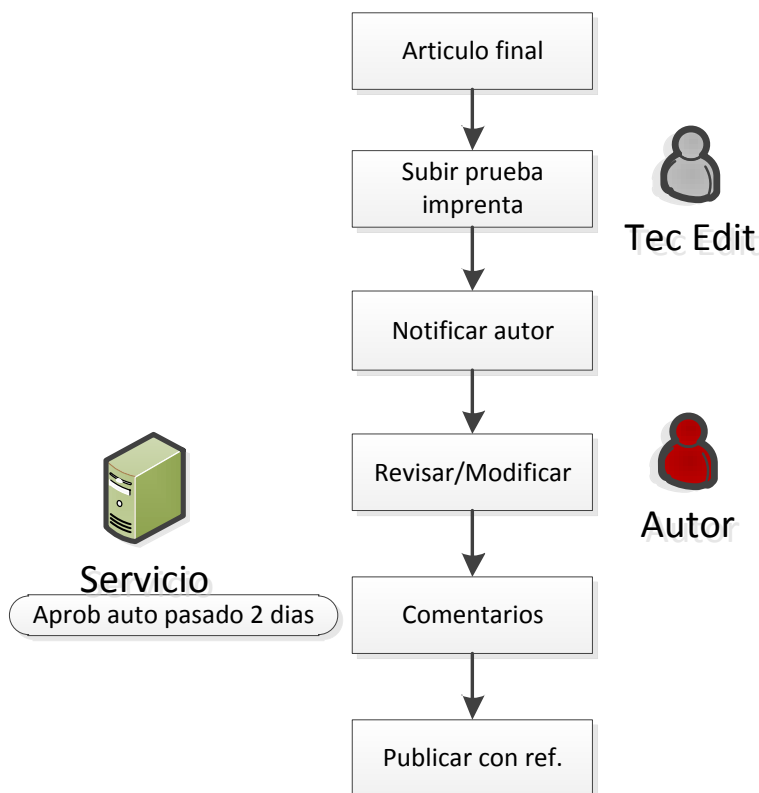 Articulo final
Subir prueba
imprenta
Tec Edit
Notificar autor
Revisar/Modificar
Autor
Servicio
Aprob auto pasado 2 dias
Comentarios
Publicar con ref.